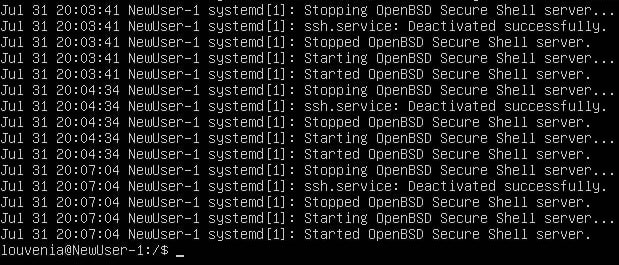 Jul 31 20:03:41 NewUser-1 systemd[1]: Stopping OpenBSD Secure Shell server...
Jul 31 20:03:41 NewUser-1 systemd[1]: ssh.service: Deactivated successfully.
Jul 31 20:03:41 NewUser-1 systemd[1]: Stopped OpenBSD Secure Shell server.
Jul 31 20:03:41 NewUser-1 systemd[1]: Starting OpenBSD Secure Shell server...
Jul 31 20:03:41 NewUser-1 systemd[1]: Started OpenBSD Secure Shell server.
Jul 31 20:04:34 NewUser-1 systemd[1]: Stopping OpenBSD Secure Shell server...
Jul 31 20:04:34 NewUser-1 systemd[1]: ssh.service: Deactivated successfully.
Jul 31 20:04:34 NewUser-1 systemd[1]: Stopped OpenBSD Secure Shell server.
Jul 31 20:04:34 NewUser-1 systemd[1]: Starting OpenBSD Secure Shell server...
Jul 31 20:04:34 NewUser-1 systemd[1]: Started OpenBSD Secure Shell server.
Jul 31 20:07:04 NewUser-1 systemd[1]: Stopping OpenBSD Secure Shell server...
Jul 31 20:07:04 NewUser-1 systemd[1]: ssh.service: Deactivated successfully.
Jul 31 20:07:04 NewUser-1 systemd[1]: Stopped OpenBSD Secure Shell server.
Jul 31 20:07:04 NewUser-1 systemd[1]: Starting OpenBSD Secure Shell server...
Jul 31 20:07:04 NewUser-1 systemd[1]: Started OpenBSD Secure Shell server.
louvenia@NewUser-1:/$ _